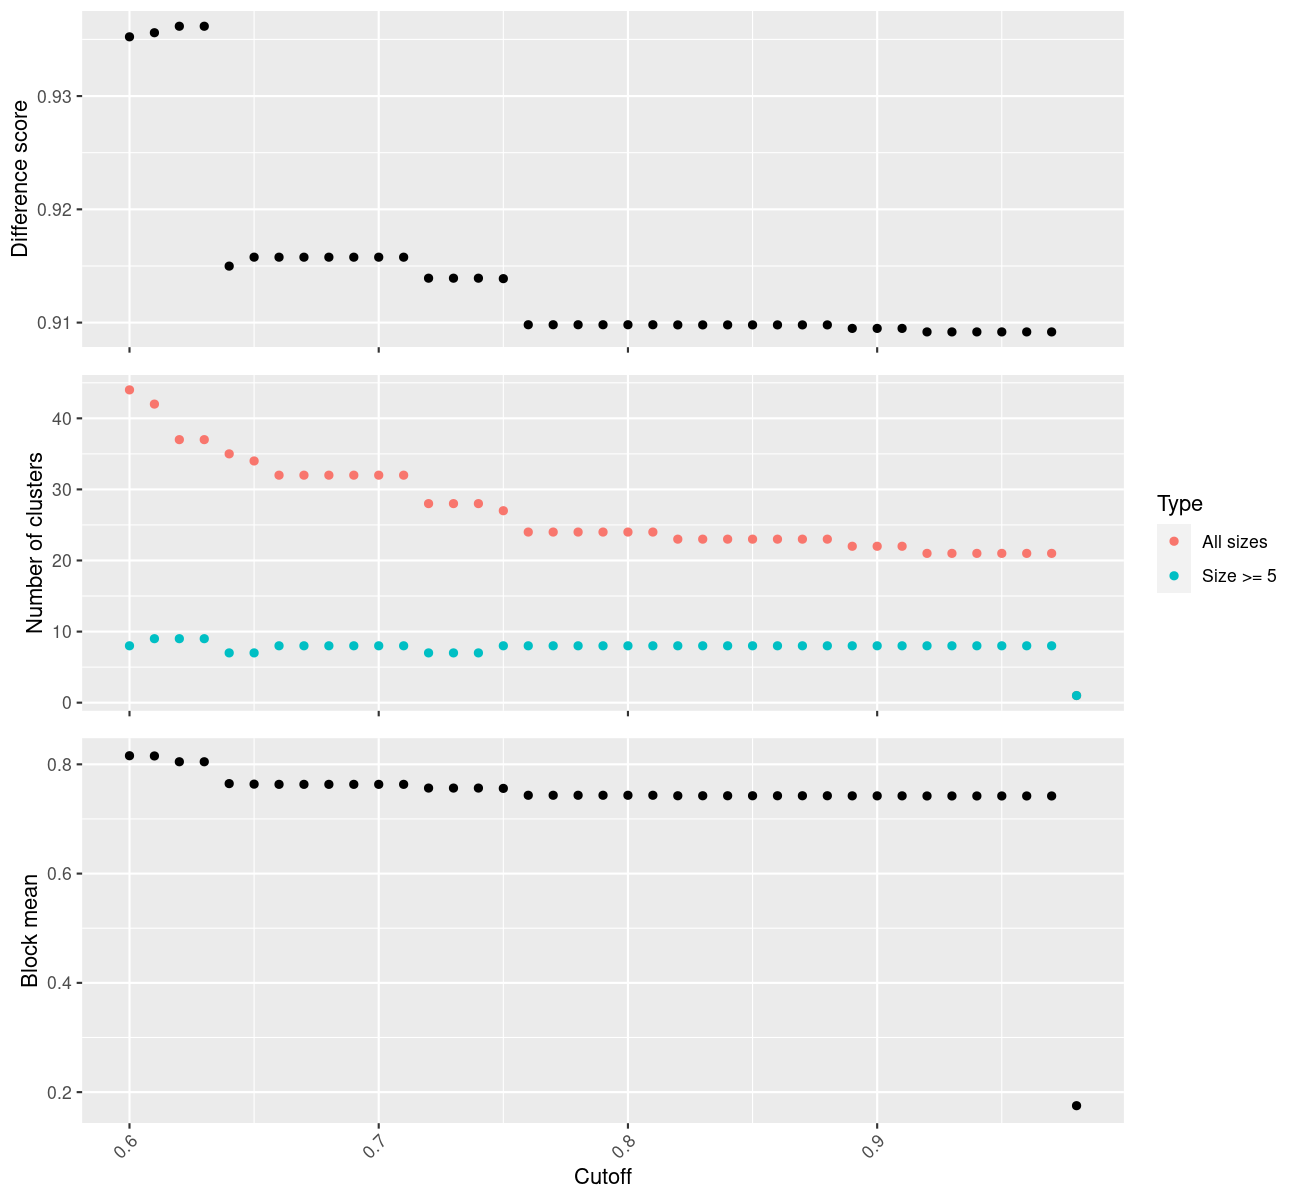 Difference score
0.93
0.92
0.91
Number of clusters
40
30
20
10
0
Type
All sizes
Size >= 5
Block mean
0.8
0.6
0.4
0.2
0.6 0.7 0.8 0.9
Cutoff